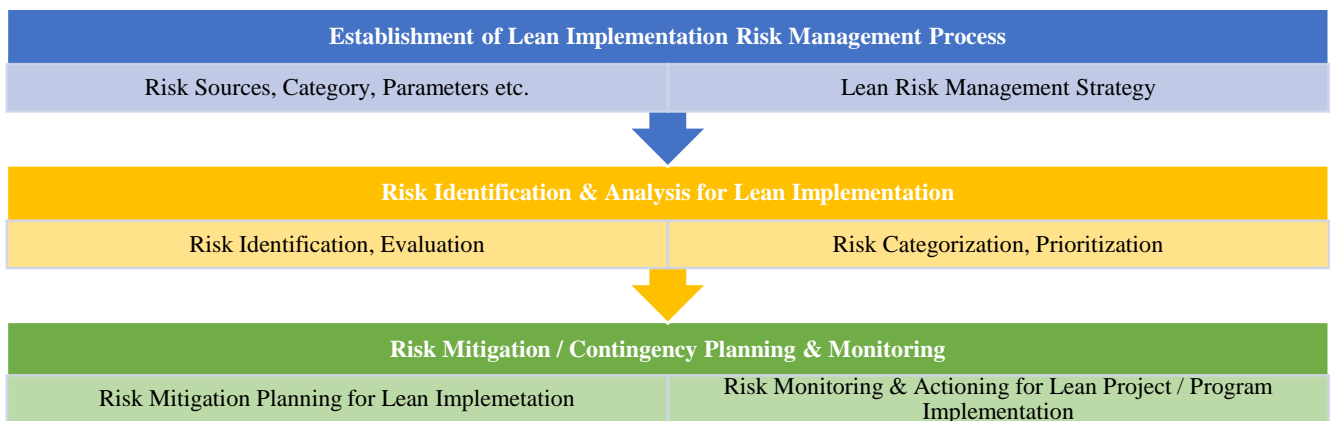 Establishment of Lean Implementation Risk Management Process
Risk Sources, Category, Parameters etc.
Lean Risk Management Strategy
Risk Identification & Analysis for Lean Implementation
Risk Identification, Evaluation
Risk Categorization, Prioritization
Risk Mitigation / Contingency Planning & Monitoring
Risk Mitigation Planning for Lean Implemetation
Risk Monitoring & Actioning for Lean Project / Program
Implementation